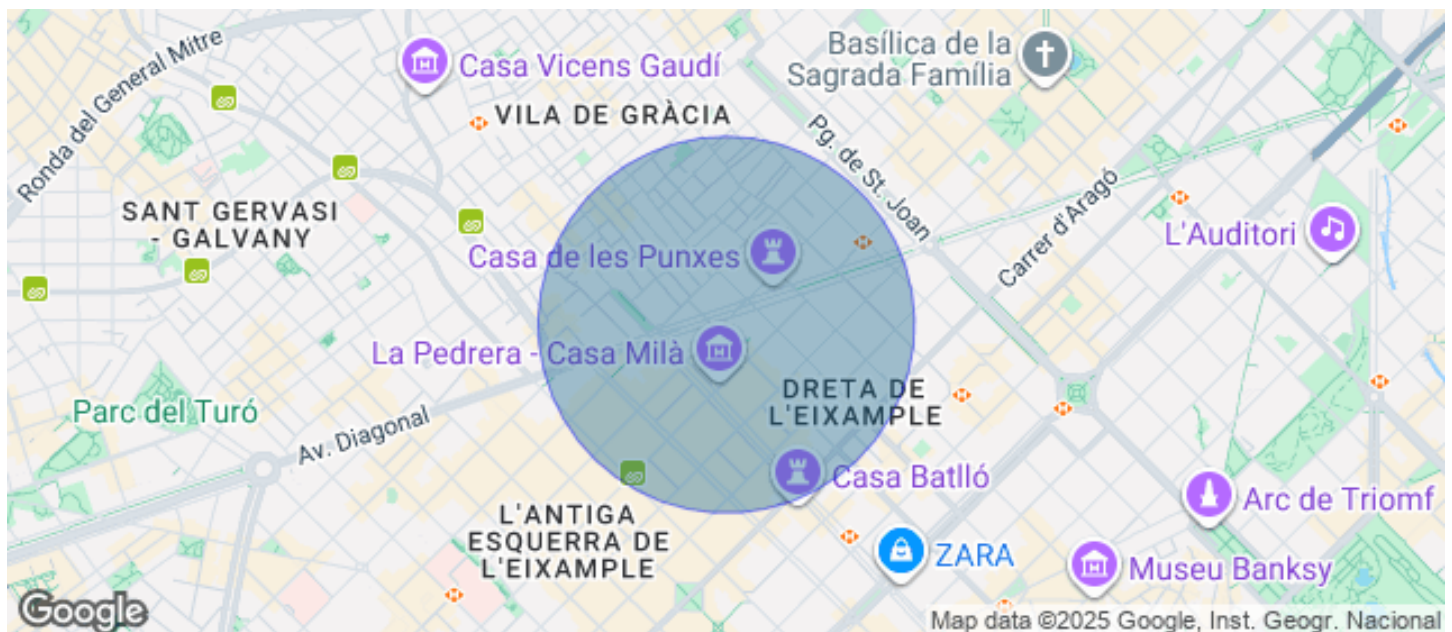 Ronda del General Mitre
Casa Vicens Gaudí
Basílica de la
Sagrada Família
VILA DE GRÀCIA
Pg. de St. Joan
Carrer d'Aragó
SANT GERVASI
- GALVANY
L'Auditori
Casa de les Punxes
La Pedrera - Casa Milà
DRETA DE
L'EIXAMPLE
Parc del Turó
Av. Diagonal
Casa Batlló
Arc de Triomf
L'ANTIGA
ESQUERRA DE
L'EIXAMPLE
ZARA
Museu Banksy
Google
Map data ©2025 Google, Inst. Geogr. Nacional